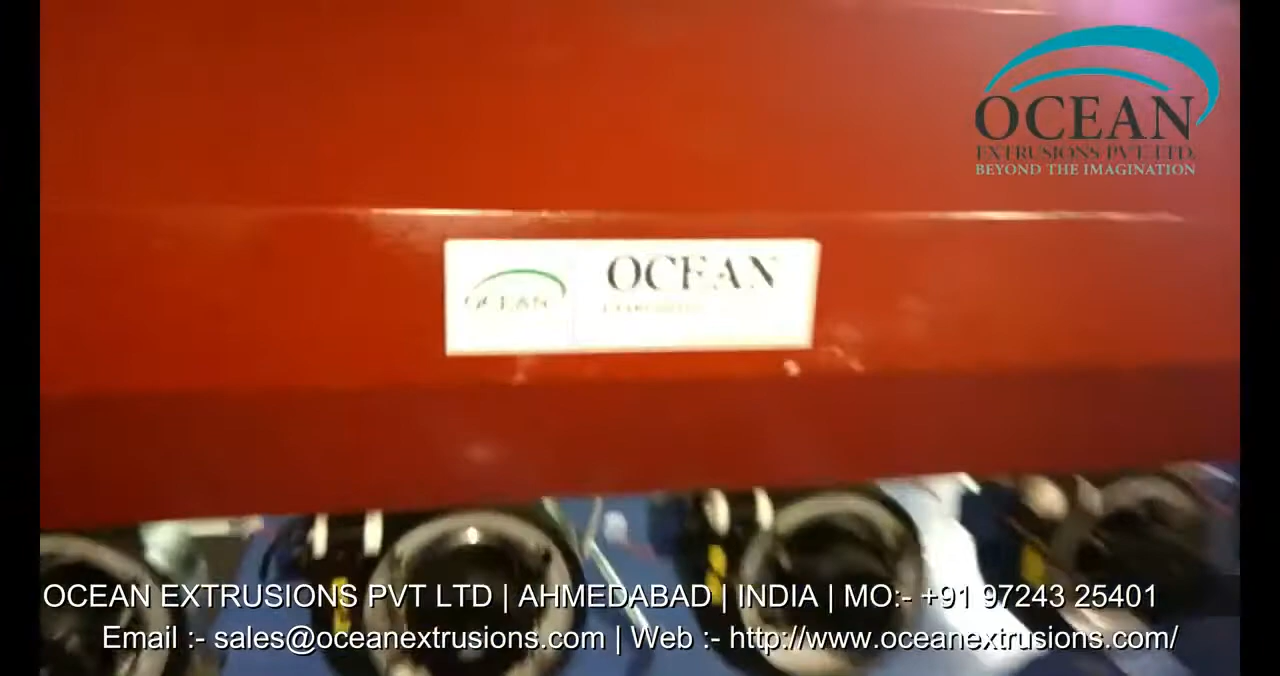 OCEAN
EXTRUSIONS PVT. LTD.
BEYOND THE IMAGINATION
OCEAN
OCEAN
OCEAN EXTRUSIONS PVT LTD | AHMEDABAD | INDIA | MO:- +91 97243 25401
Email :- sales@oceanextrusions.com | Web :- http://www.oceanextrusions.com/